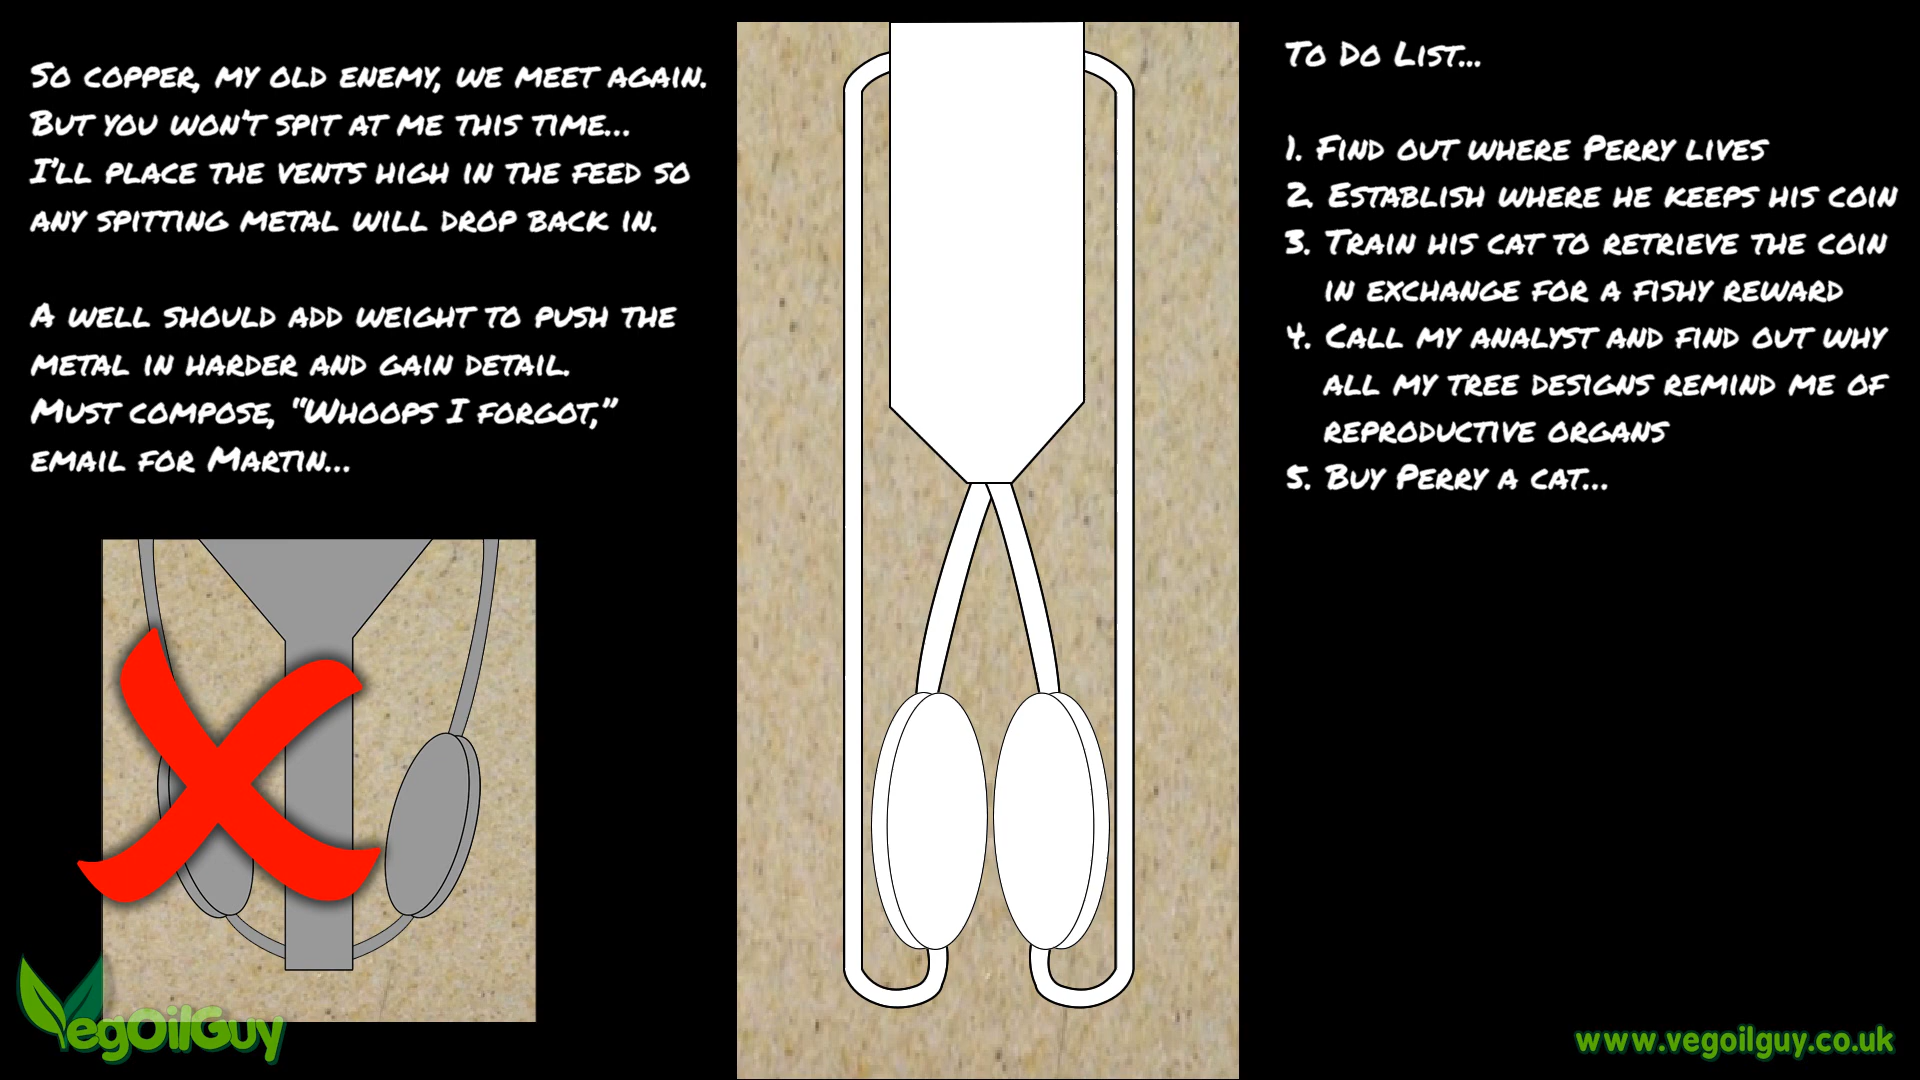 So copper, my old enemy, we meet again.
But you won't spit at me this time...
I'll place the vents high in the feed so
any spitting metal will drop back in.
A well should add weight to push the
metal in harder and gain detail.
Must compose, "Whoops I forgot,"
email for Martin...
To Do List...
1. Find out where Perry lives
2. Establish where he keeps his coin
3. Train his cat to retrieve the coin
in exchange for a fishy reward
4. Call my analyst and find out why
all my tree designs remind me of
reproductive organs
5. Buy Perry a cat...
VegOilGuy
www.vegoilguy.co.uk